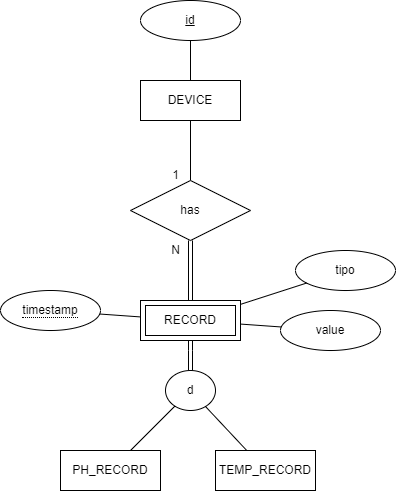 id
DEVICE
1
has
N
tipo
timestamp
RECORD
value
d
PH_RECORD
TEMP_RECORD